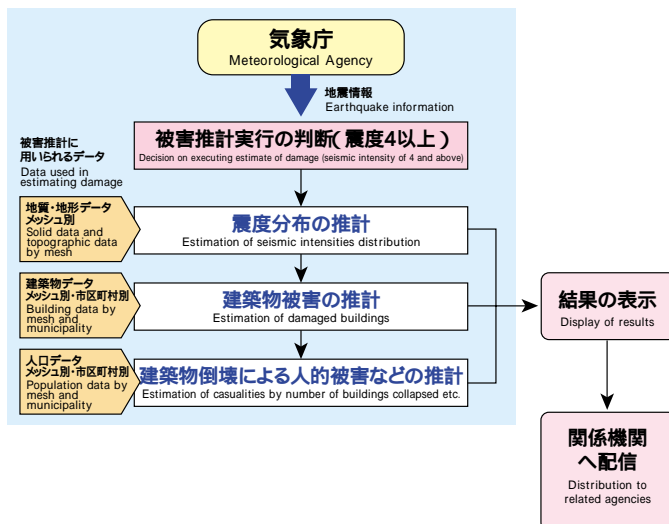 気象庁
Meteorological Agency
地震情報
Earthquake information
被害推計実行の判断(震度4以上)
Decision on executing estimate of damage (seismic intensity of 4 and above)
被害推計に
用いられるデータ
Data used in
estimating damage
地質・地形データ
メッシュ別
Solid data and
topographic data
by mesh
震度分布の推計
Estimation of seismic intensities distribution
建築物データ
メッシュ別・市区町村別
Building data by
mesh and
municipality
建築物被害の推計
Estimation of damaged buildings
人口データ
メッシュ別・市区町村別
Population data by
mesh and
municipality
建築物倒壊による人的被害などの推計
Estimation of casualities by number of buildings collapsed etc.
結果の表示
Display of results
関係機関
へ配信
Distribution to
related agencies